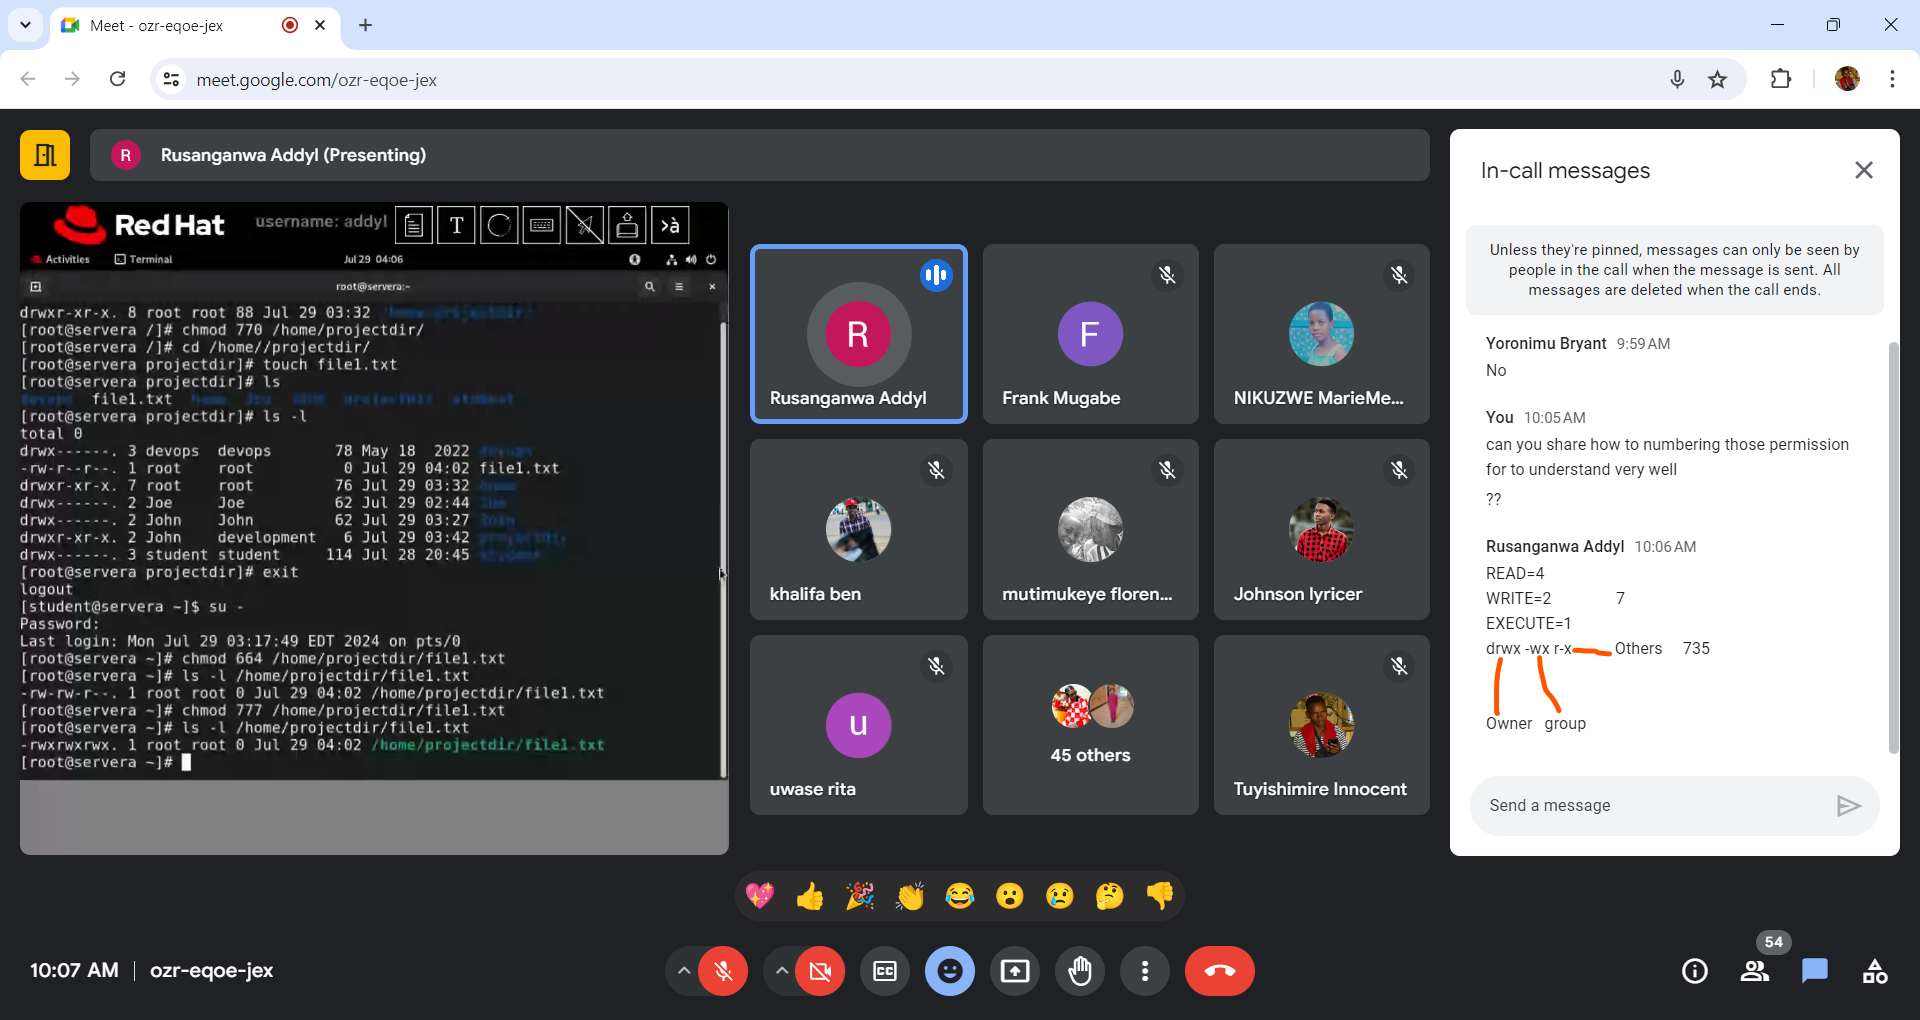 Meet - ozr-eqoe-jex
meet.google.com/ozr-eqoe-jex
R
Rusanganwa Addyl (Presenting)
Red Hat
username: addyl
T
>à
Activities
Terminal
Jul 29 04:06
root@servera:~
drwxr-xr-x. 8 root root 88 Jul 29 03:32
[root@servera /]# chmod 770 /home/projectdir/
[root@servera /]# cd /home//projectdir/
[root@servera projectdir]# touch file1.txt
[root@servera projectdir]# ls
file1.txt
[root@servera projectdir]# ls -l
total 0
drwx------. 3 devops devops 78 May 18 2022
-rw-r--r--. 1 root root 0 Jul 29 04:02 file1.txt
drwxr-xr-x. 7 root root 76 Jul 29 03:32
drwx------. 2 Joe Joe 62 Jul 29 02:44
drwx------. 2 John John 62 Jul 29 03:27
drwxr-xr-x. 2 John development 6 Jul 29 03:42
drwx------. 3 student student 114 Jul 28 20:45
[root@servera projectdir]# exit
logout
[student@servera ~]$ su -
Password:
Last login: Mon Jul 29 03:17:49 EDT 2024 on pts/0
[root@servera ~]# chmod 664 /home/projectdir/file1.txt
[root@servera ~]# ls -l /home/projectdir/file1.txt
-rw-rw-r--. 1 root root 0 Jul 29 04:02 /home/projectdir/file1.txt
[root@servera ~]# chmod 777 /home/projectdir/file1.txt
[root@servera ~]# ls -l /home/projectdir/file1.txt
-rwxrwxrwx. 1 root root 0 Jul 29 04:02 /home/projectdir/file1.txt
[root@servera ~]#
R
Rusanganwa Addyl
F
Frank Mugabe
NIKUZWE MarieMe...
khalifa ben
mutimukeye floren...
Johnson lyricer
u
uwase rita
45 others
Tuyishimire Innocent
In-call messages
Unless they're pinned, messages can only be seen by
people in the call when the message is sent. All
messages are deleted when the call ends.
Yoronimu Bryant 9:59 AM
No
You 10:05 AM
can you share how to numbering those permission
for to understand very well
??
Rusanganwa Addyl 10:06 AM
READ=4
WRITE=2 7
EXECUTE=1
drwx -wx r-x Others 735
Owner group
Send a message
10:07 AM | ozr-eqoe-jex
CC
54